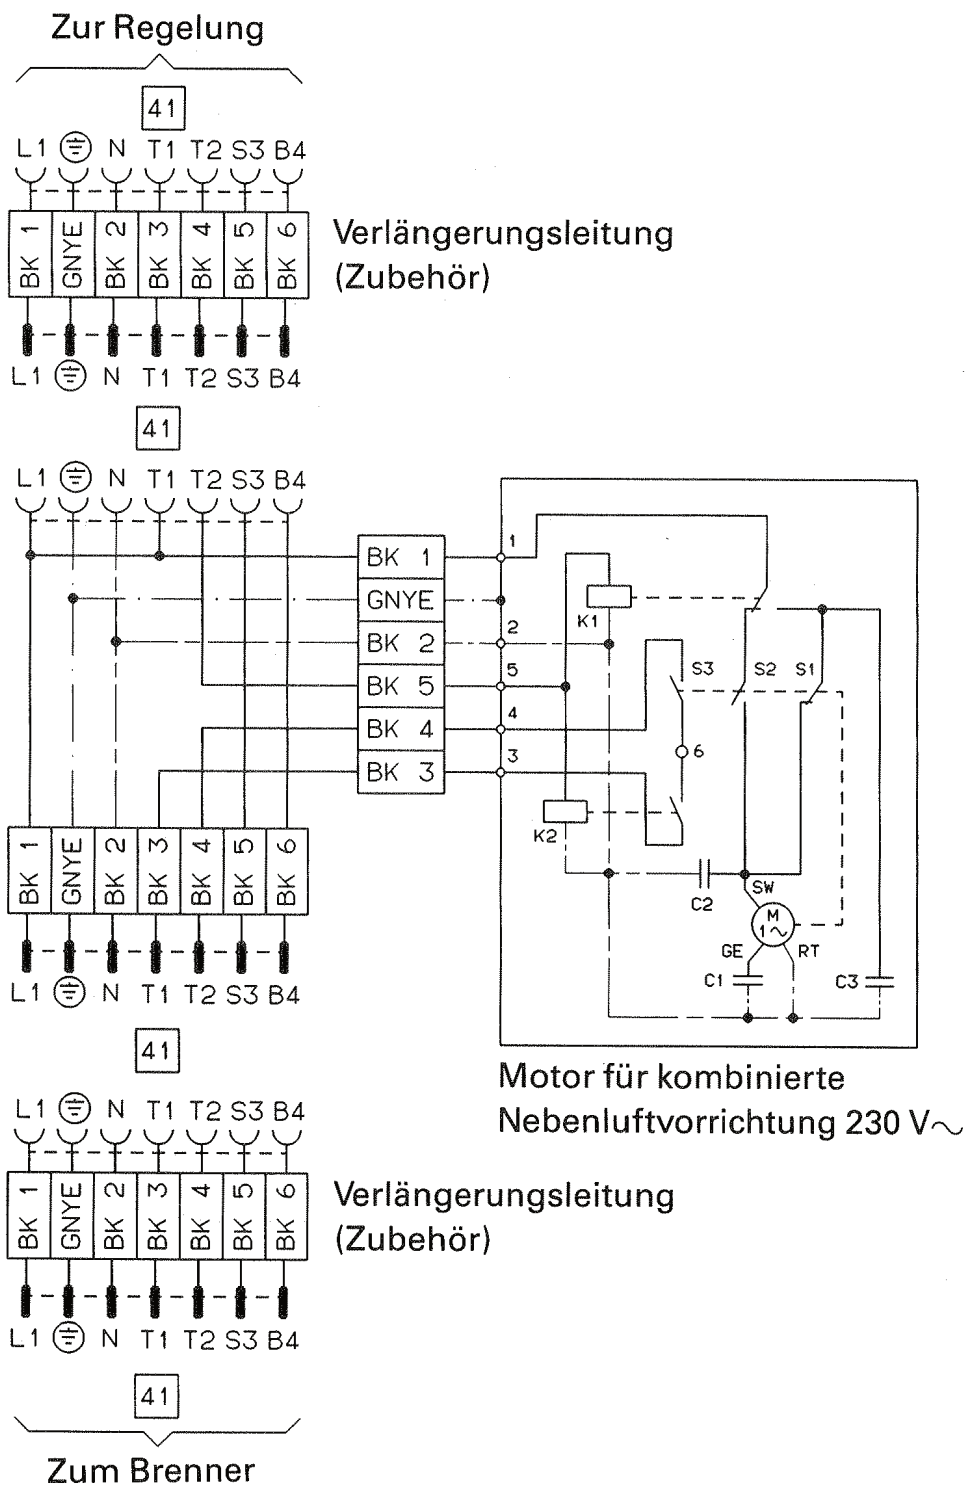 Zur Regelung
41
L1 N T1 T2 S3 B4
BK 1 GNYE BK 2 BK 3 BK 4 BK 5 BK 6
Verlängerungsleitung
(Zubehör)
L1 N T1 T2 S3 B4
41
L1 N T1 T2 S3 B4
BK 1
GNYE
BK 2
BK 5
BK 4
BK 3
1
2
5
4
3
K1
S3 S2 S1
6
K2
C2
SW
M
1~
GE RT
C1 C3
BK 1 GNYE BK 2 BK 3 BK 4 BK 5 BK 6
L1 N T1 T2 S3 B4
41
Motor für kombinierte
Nebenluftvorrichtung 230 V~
L1 N T1 T2 S3 B4
BK 1 GNYE BK 2 BK 3 BK 4 BK 5 BK 6
Verlängerungsleitung
(Zubehör)
L1 N T1 T2 S3 B4
41
Zum Brenner